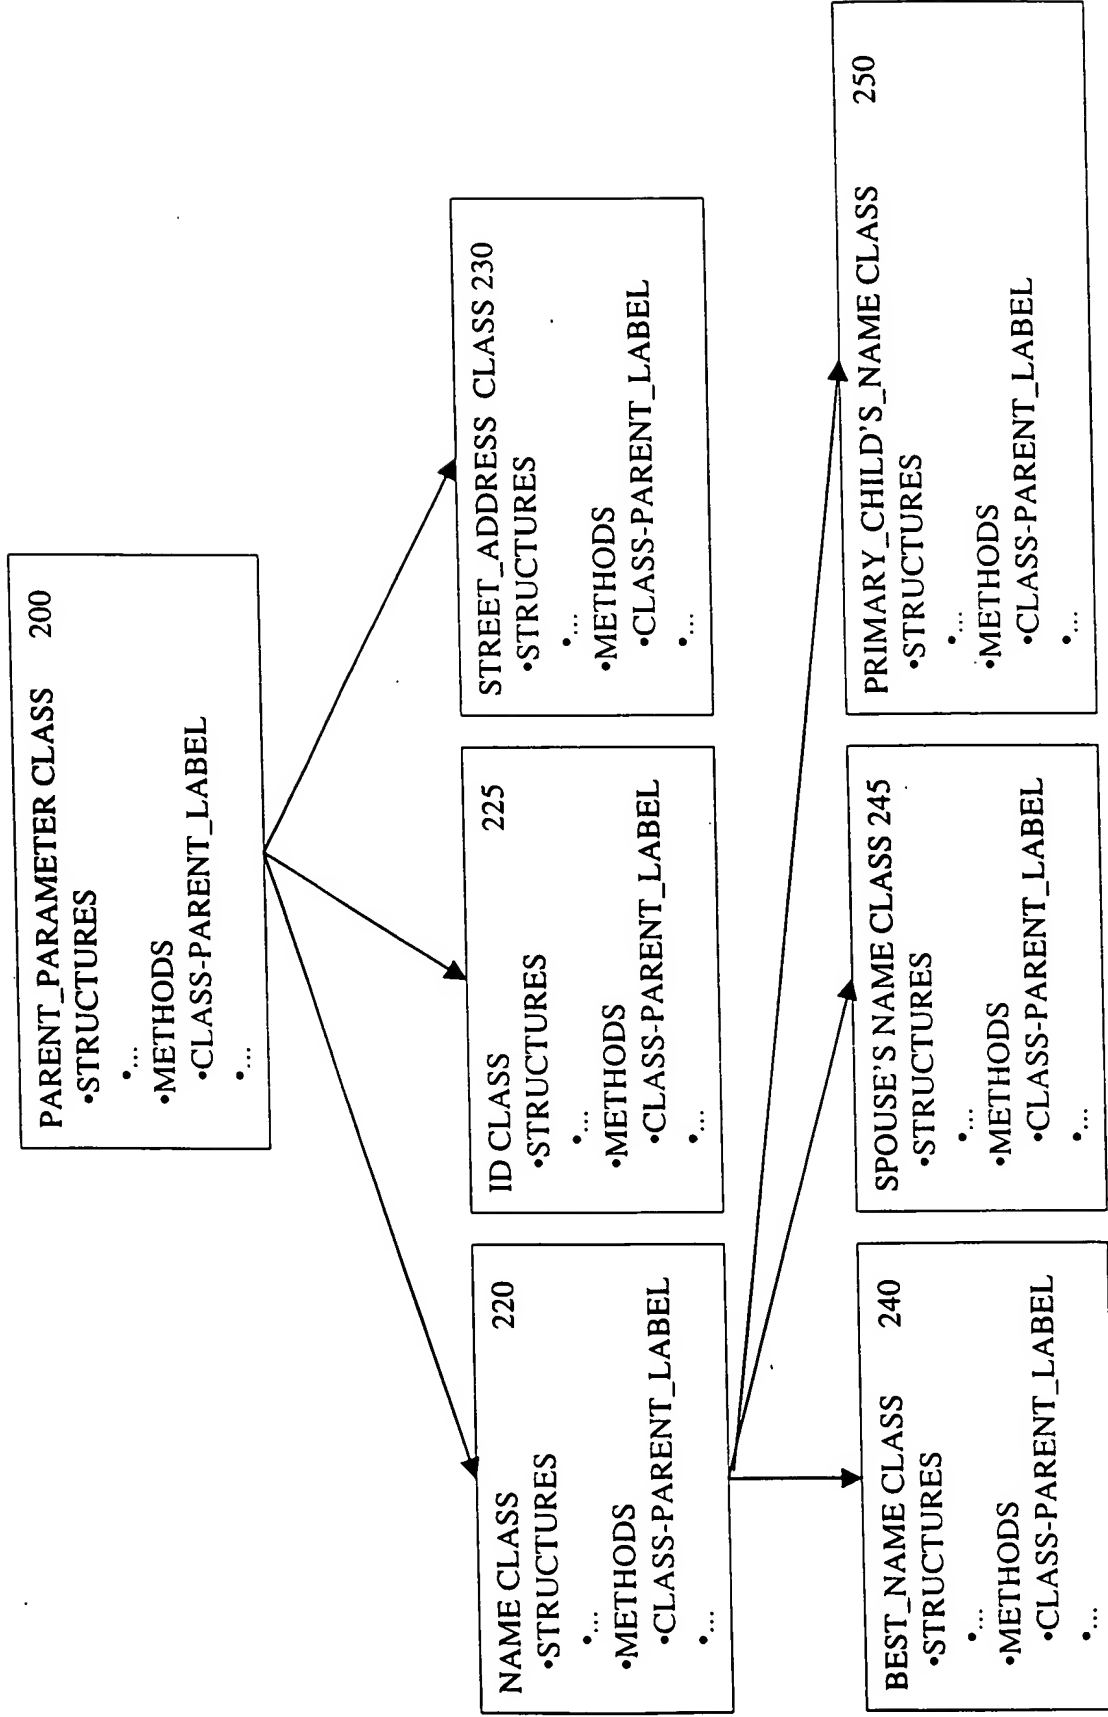 PARENT_PARAMETER CLASS 200
•STRUCTURES
•...
•METHODS
•CLASS-PARENT_LABEL
•...
NAME CLASS 220
•STRUCTURES
•...
•METHODS
•CLASS-PARENT_LABEL
•...
ID CLASS 225
•STRUCTURES
•...
•METHODS
•CLASS-PARENT_LABEL
•...
STREET_ADDRESS CLASS 230
•STRUCTURES
•...
•METHODS
•CLASS-PARENT_LABEL
•...
BEST_NAME CLASS 240
•STRUCTURES
•...
•METHODS
•CLASS-PARENT_LABEL
•...
SPOUSE'S NAME CLASS 245
•STRUCTURES
•...
•METHODS
•CLASS-PARENT_LABEL
•...
PRIMARY_CHILD'S_NAME CLASS 250
•STRUCTURES
•...
•METHODS
•CLASS-PARENT_LABEL
•...